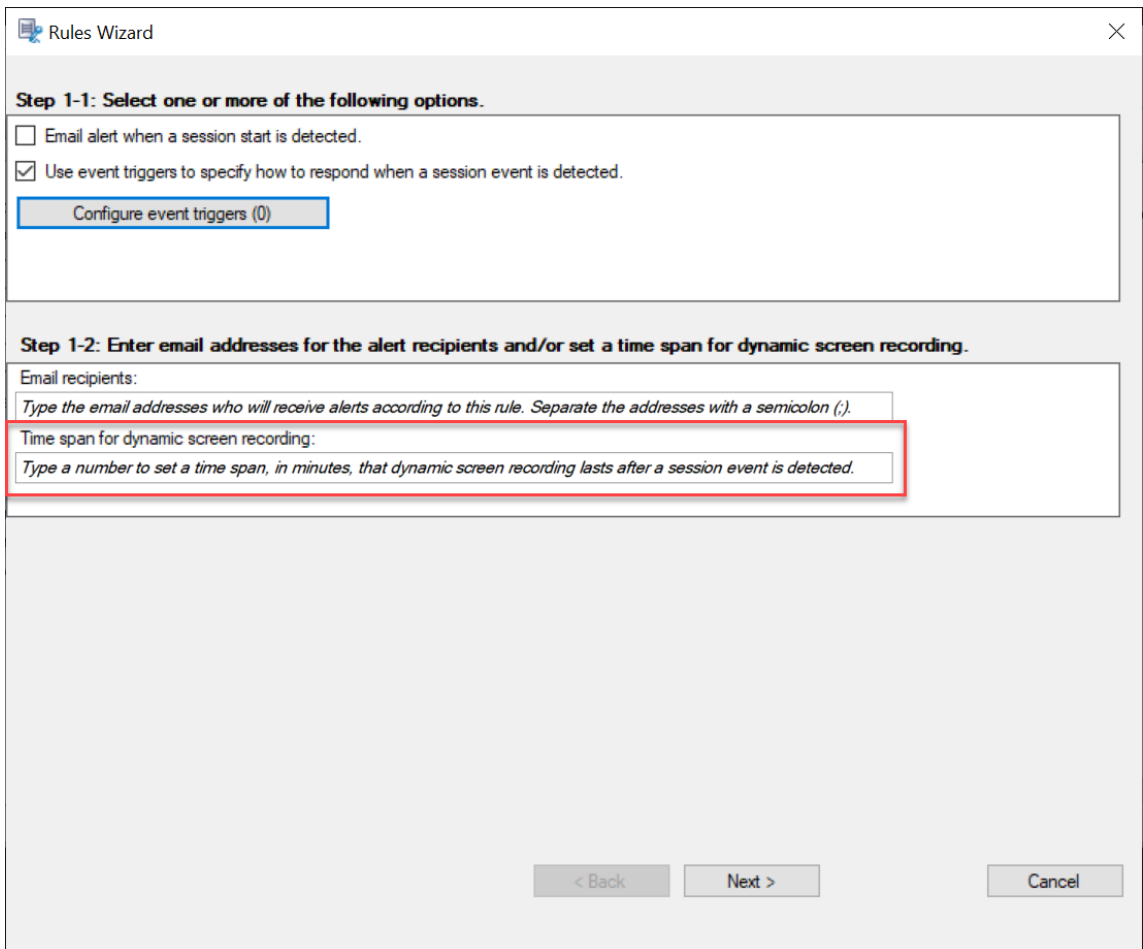 Rules Wizard
Step 1-1: Select one or more of the following options.
Email alert when a session start is detected.
Use event triggers to specify how to respond when a session event is detected.
Configure event triggers (0)
Step 1-2: Enter email addresses for the alert recipients and/or set a time span for dynamic screen recording.
Email recipients:
Type the email addresses who will receive alerts according to this rule. Separate the addresses with a semicolon (;).
Time span for dynamic screen recording:
Type a number to set a time span, in minutes, that dynamic screen recording lasts after a session event is detected.
< Back Next > Cancel